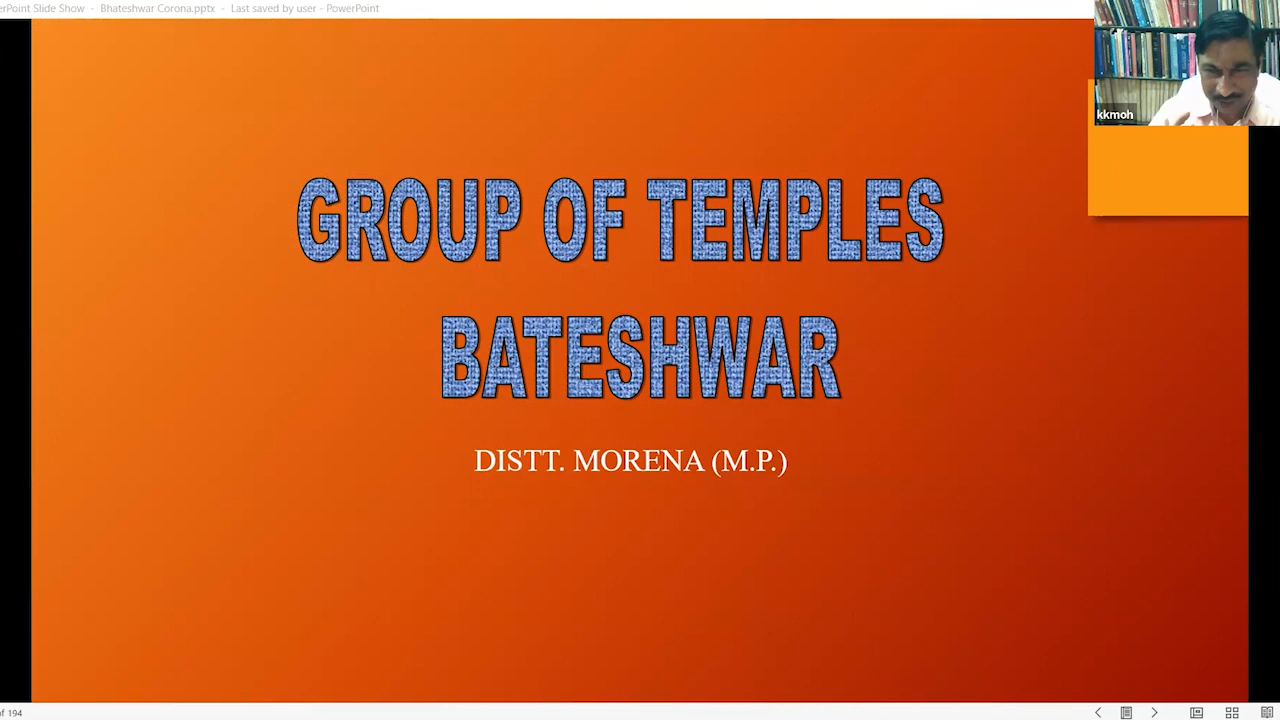 erPoint Slide Show - Bhateshwar Corona.pptx - Last saved by user - PowerPoint
kkmoh
GROUP OF TEMPLES
BATESHWAR
DISTT. MORENA (M.P.)
of 194